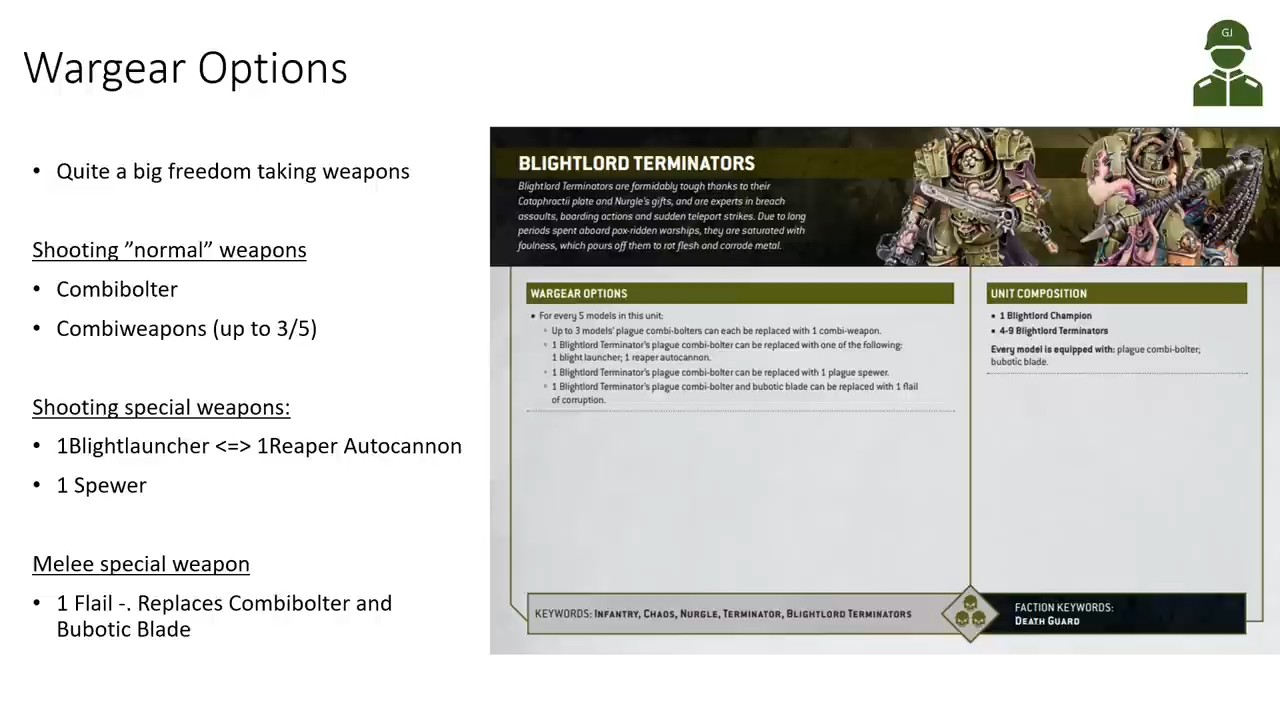 Wargear Options
GJ
• Quite a big freedom taking weapons
Shooting ”normal” weapons
• Combibolter
• Combiweapons (up to 3/5)
Shooting special weapons:
• 1Blightlauncher <=> 1Reaper Autocannon
• 1 Spewer
Melee special weapon
• 1 Flail -. Replaces Combibolter and
Bubotic Blade
BLIGHTLORD TERMINATORS
Blightlord Terminators are formidably tough thanks to their
Cataphractii plate and Nurgle's gifts, and are experts in breach
assaults, boarding actions and sudden teleport strikes. Due to long
periods spent aboard pox-ridden warships, they are saturated with
foulness, which pours off them to rot flesh and corrode metal.
WARGEAR OPTIONS
• For every 5 models in this unit:
◦ Up to 3 models' plague combi-bolters can each be replaced with 1 combi-weapon.
◦ 1 Blightlord Terminator's plague combi-bolter can be replaced with one of the following:
1 blight launcher; 1 reaper autocannon.
◦ 1 Blightlord Terminator's plague combi-bolter can be replaced with 1 plague spewer.
◦ 1 Blightlord Terminator's plague combi-bolter and bubotic blade can be replaced with 1 flail
of corruption.
UNIT COMPOSITION
▪ 1 Blightlord Champion
▪ 4-9 Blightlord Terminators
Every model is equipped with: plague combi-bolter;
bubotic blade.
KEYWORDS: INFANTRY, CHAOS, NURGLE, TERMINATOR, BLIGHTLORD TERMINATORS
FACTION KEYWORDS:
DEATH GUARD